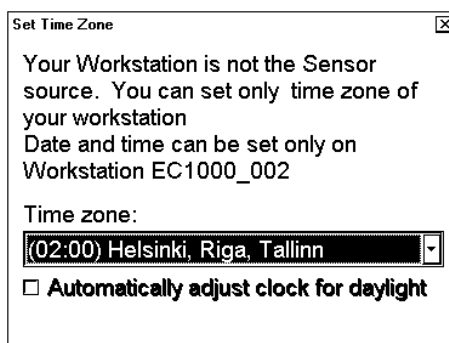 Set Time Zone
Your Workstation is not the Sensor
source. You can set only time zone of
your workstation
Date and time can be set only on
Workstation EC1000_002
Time zone:
(02:00) Helsinki, Riga, Tallinn
Automatically adjust clock for daylight